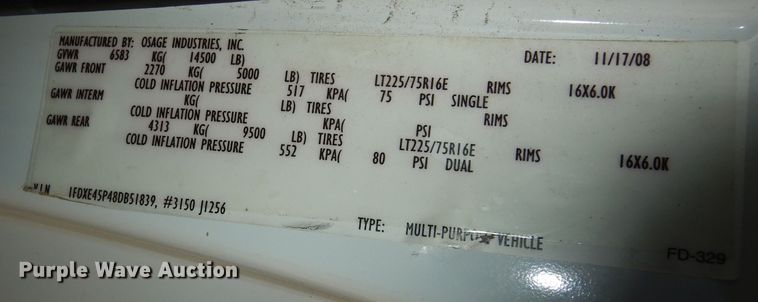 MANUFACTURED BY: OSAGE INDUSTRIES, INC. DATE: 11/17/08
GVWR 6583 KG( 14500 LB)
GAWR FRONT 2270 KG( 5000 LB) TIRES LT225/75R16E RIMS 16X6.0K
COLD INFLATION PRESSURE 517 KPA( 75 PSI SINGLE
GAWR INTERM KG( LB) TIRES RIMS
COLD INFLATION PRESSURE KPA( PSI
GAWR REAR 4313 KG( 9500 LB) TIRES LT225/75R16E RIMS 16X6.0K
COLD INFLATION PRESSURE 552 KPA( 80 PSI DUAL
VIN 1FDXE45P48DB51839, #3150 J1256
TYPE: MULTI-PURPOSE VEHICLE
FD-329
Purple Wave Auction